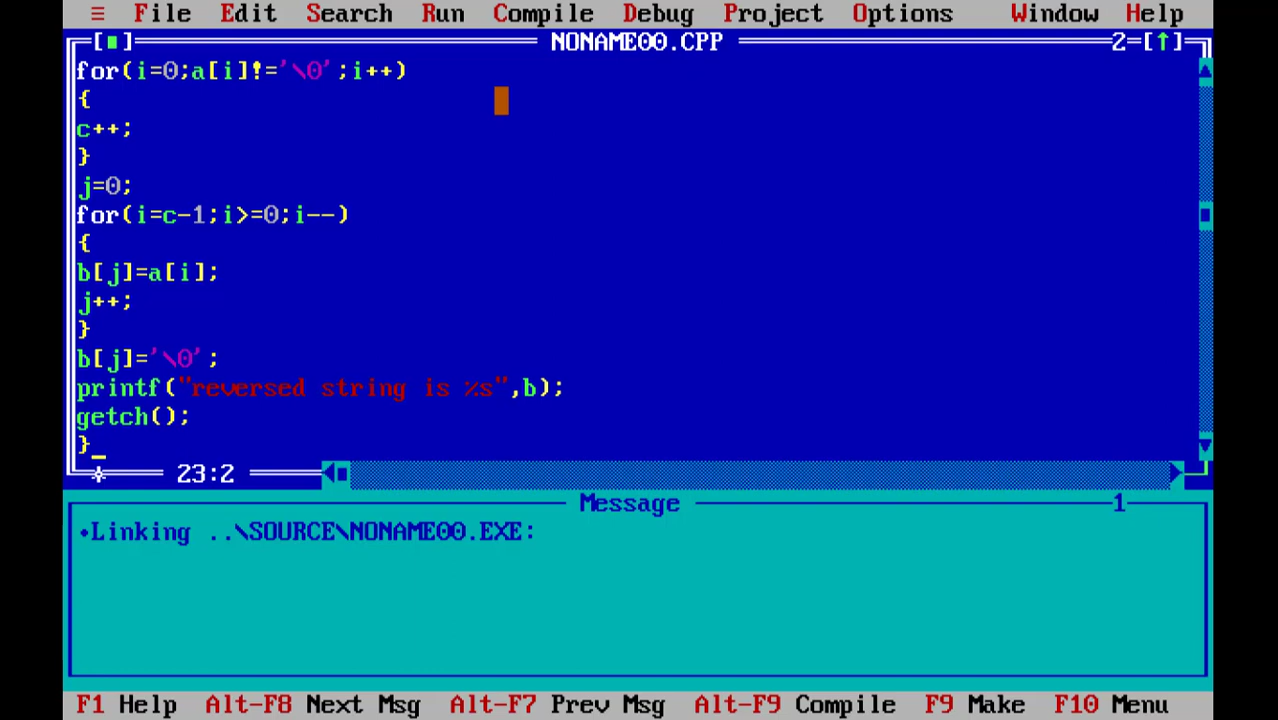 ≡ File Edit Search Run Compile Debug Project Options Window Help
[■] NONAME00.CPP 2=[↑]
for(i=0;a[i]!='\0';i++)
{
c++;
}
j=0;
for(i=c-1;i>=0;i--)
{
b[j]=a[i];
j++;
}
b[j]='\0';
printf("reversed string is %s",b);
getch();
}
23:2
Message 1
•Linking ..\SOURCE\NONAME00.EXE:
F1 Help Alt-F8 Next Msg Alt-F7 Prev Msg Alt-F9 Compile F9 Make F10 Menu